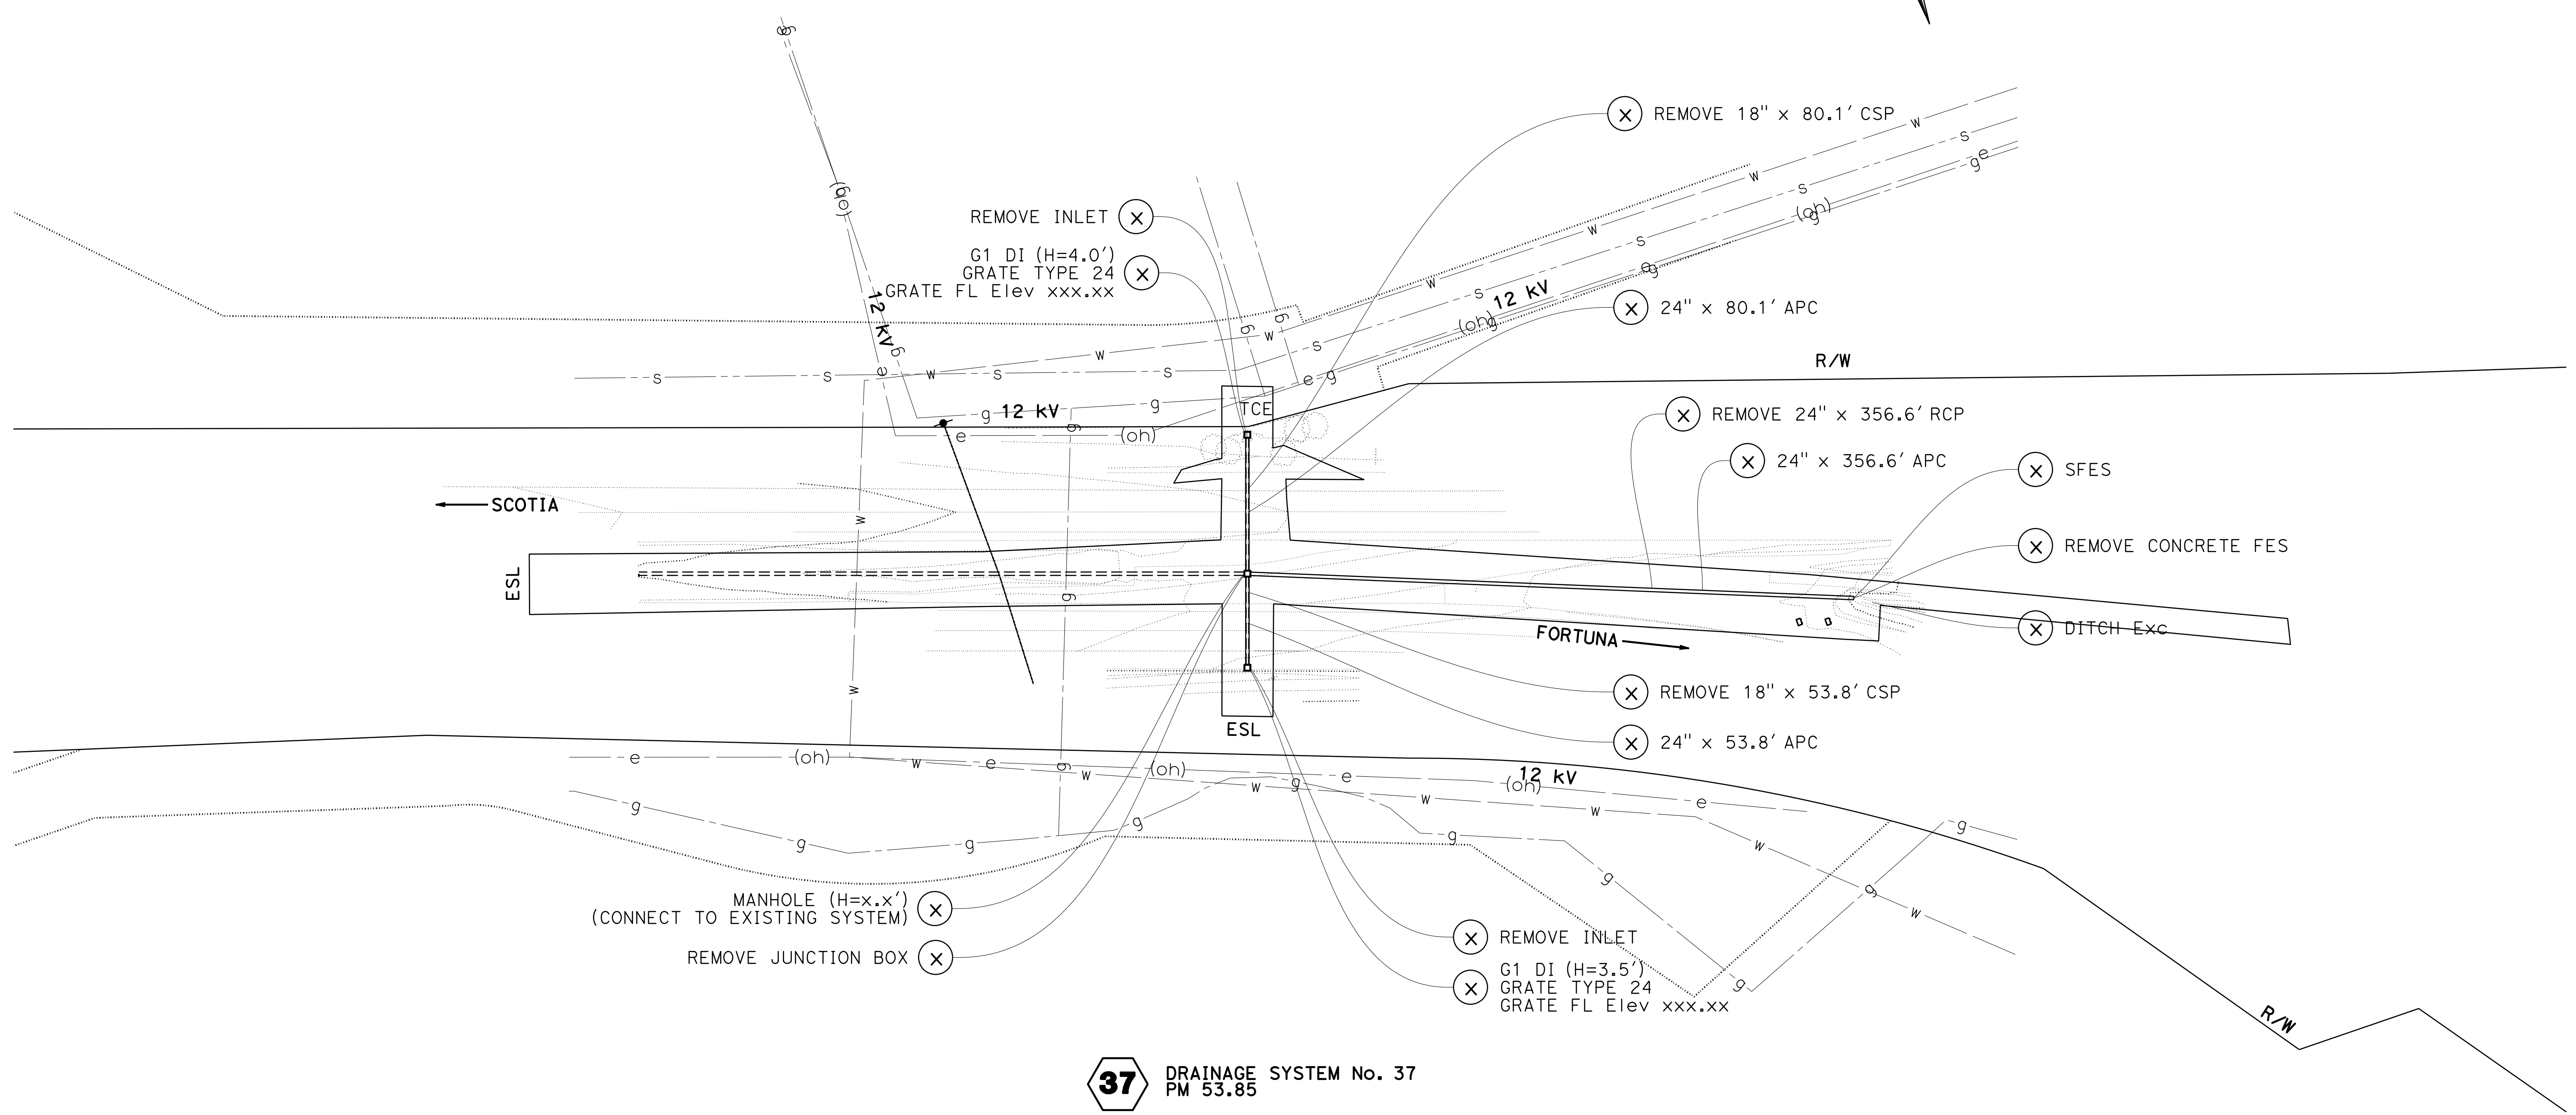 REMOVE 18" x 80.1' CSP
REMOVE INLET
G1 DI (H=4.0')
GRATE TYPE 24
GRATE FL Elev xxx.xx
24" x 80.1' APC
12 kV
12 kV
12 kV
R/W
TCE
REMOVE 24" x 356.6' RCP
24" x 356.6' APC
SFES
SCOTIA
REMOVE CONCRETE FES
ESL
DITCH Exc
FORTUNA
REMOVE 18" x 53.8' CSP
ESL
24" x 53.8' APC
12 kV
MANHOLE (H=x.x')
(CONNECT TO EXISTING SYSTEM)
REMOVE JUNCTION BOX
REMOVE INLET
G1 DI (H=3.5')
GRATE TYPE 24
GRATE FL Elev xxx.xx
R/W
37
DRAINAGE SYSTEM No. 37
PM 53.85